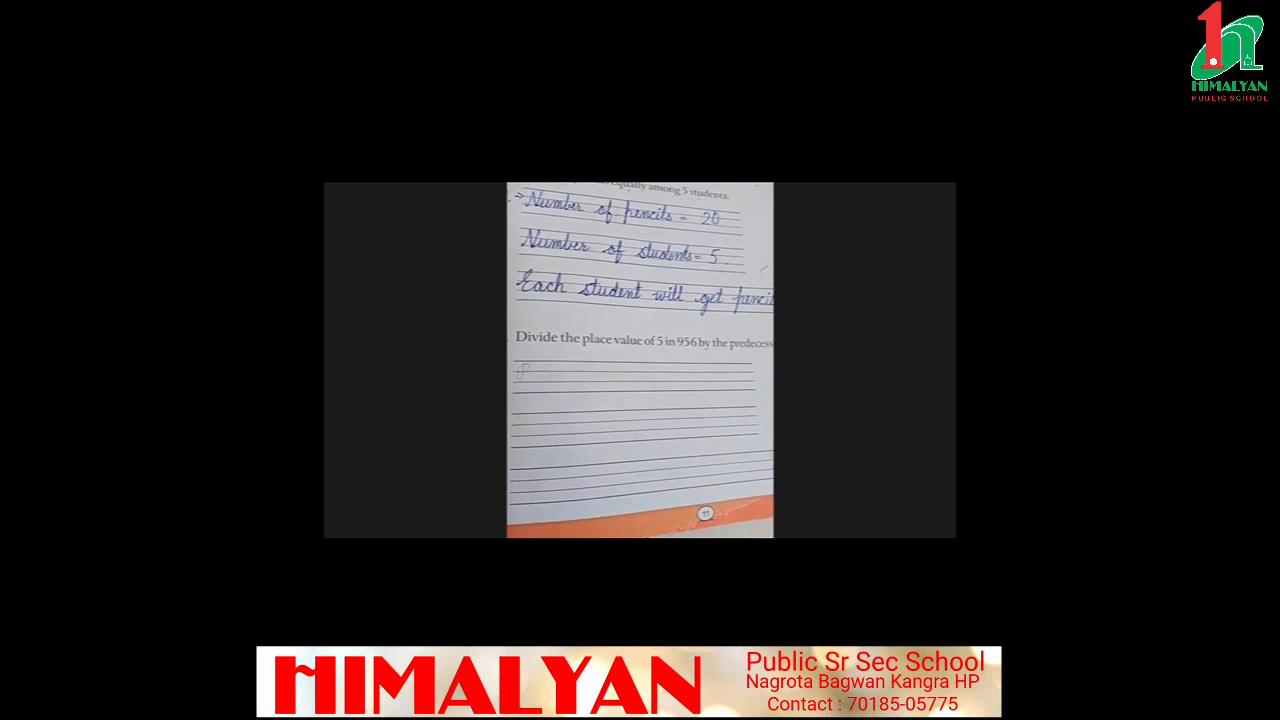 HIMALYAN
PUBLIC SCHOOL
equally among 5 students.
⇒ Number of pencils = 20
Number of students = 5.
Each student will get pencil
Divide the place value of 5 in 956 by the predecess
P
11
HIMALYAN
Public Sr Sec School
Nagrota Bagwan Kangra HP
Contact : 70185-05775